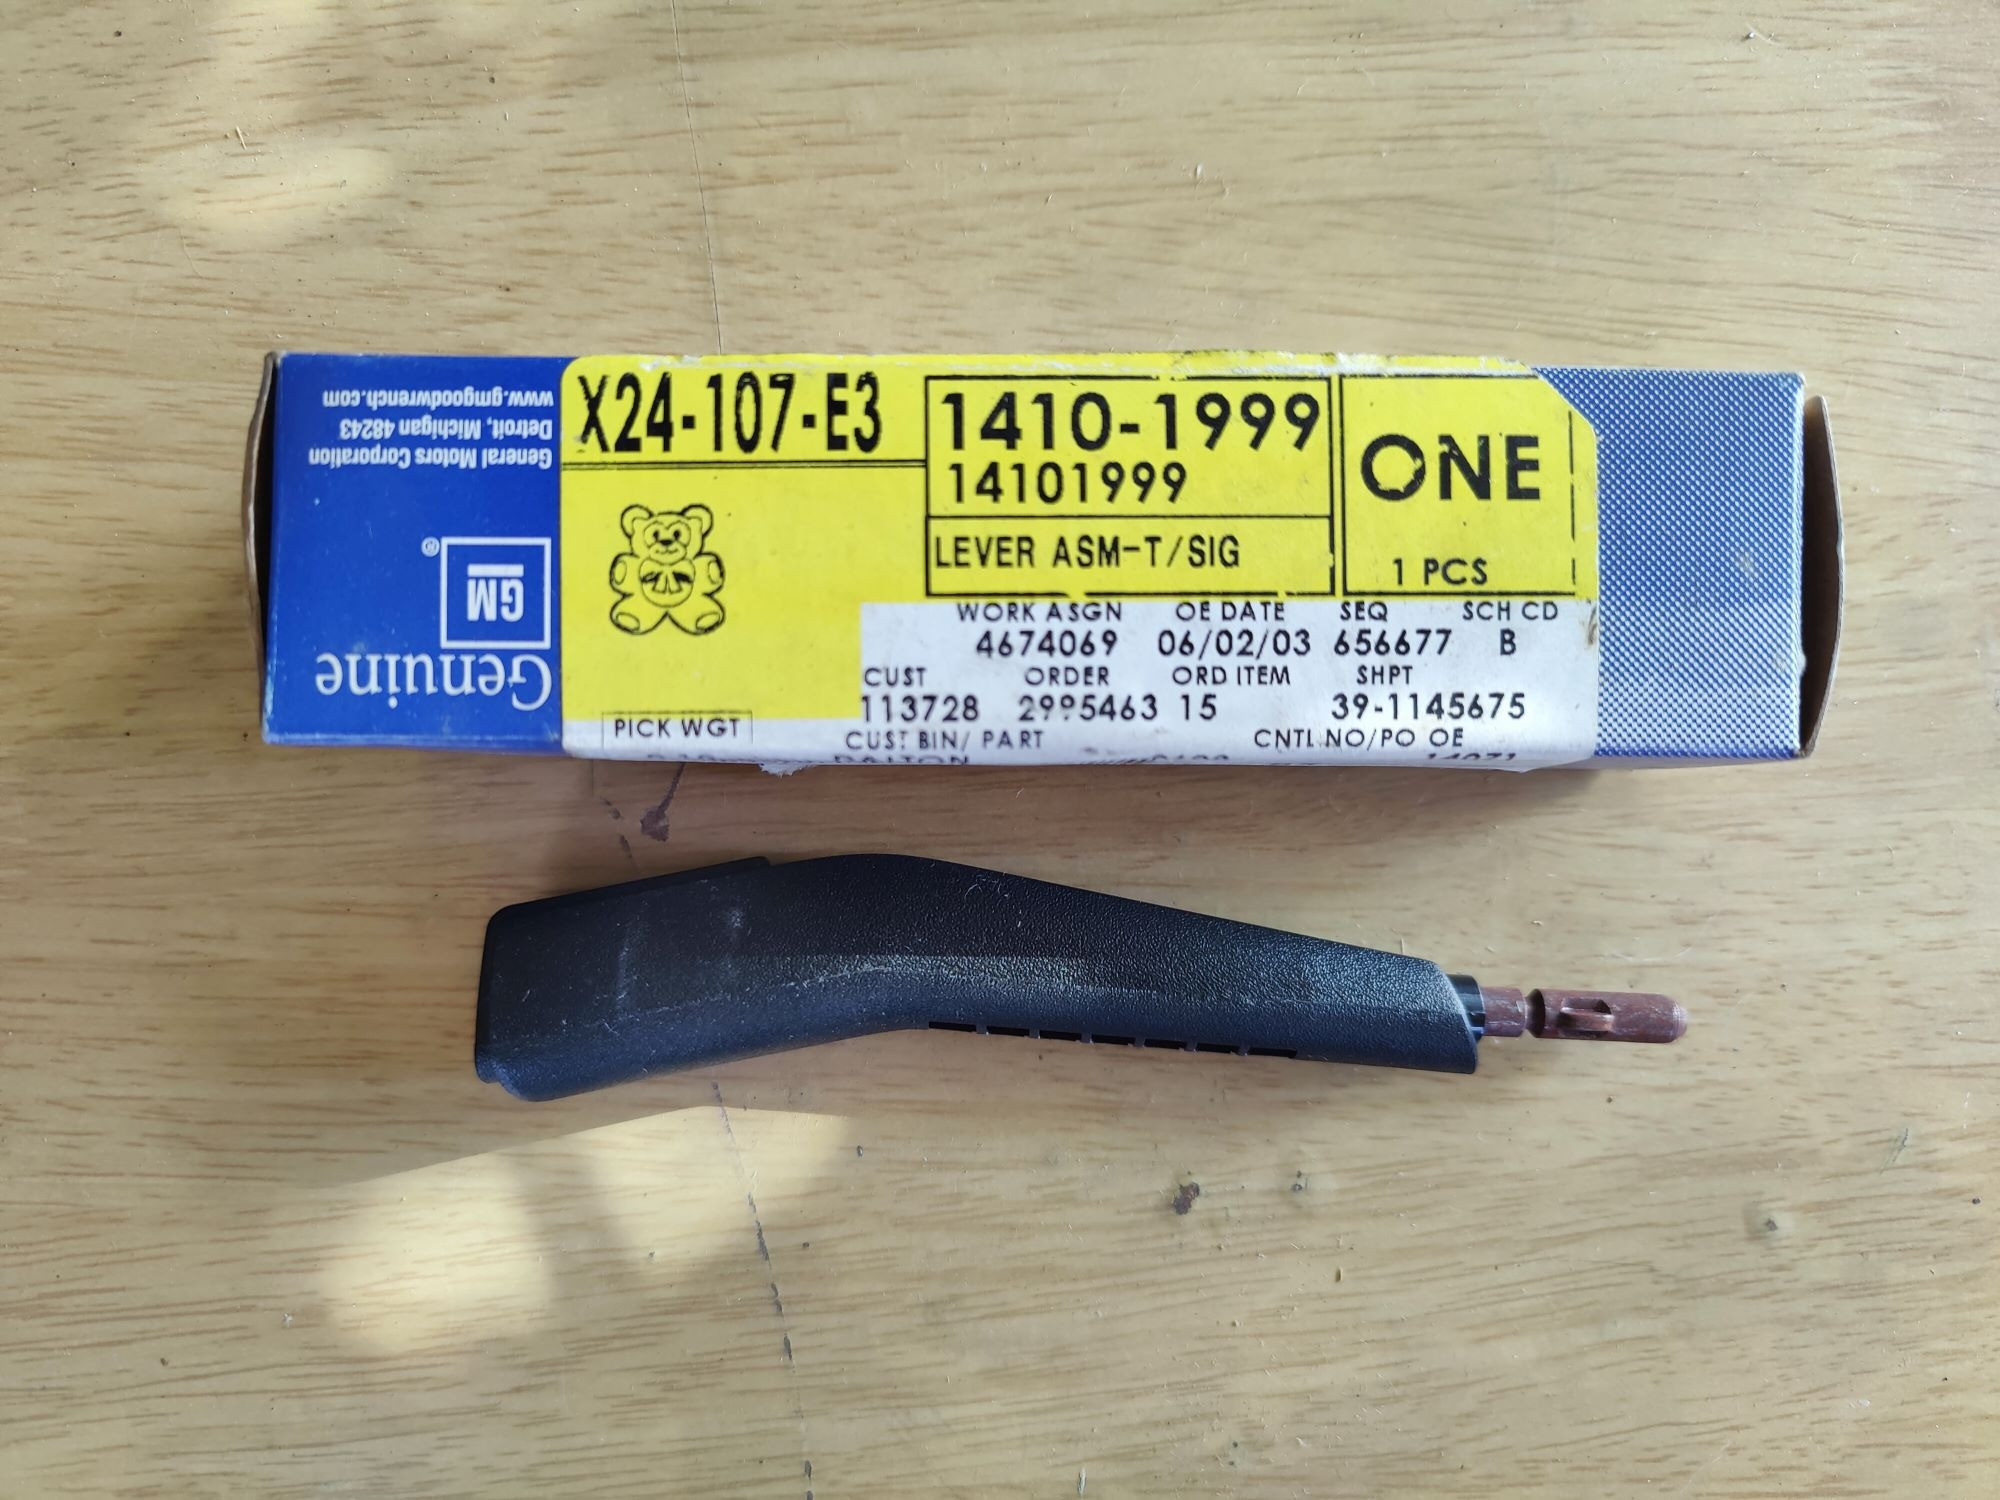 X24-107-E3
1410-1999
14101999
LEVER ASM-T/SIG
ONE
1 PCS
WORK ASGN OE DATE SEQ SCH CD
4674069 06/02/03 656677 B
CUST ORDER ORD ITEM SHPT
113728 2995463 15 39-1145675
PICK WGT
CUST BIN/ PART CNTL NO/PO OE
DALTON
Genuine
GM
®
General Motors Corporation
Detroit, Michigan 48243
www.gmgoodwrench.com